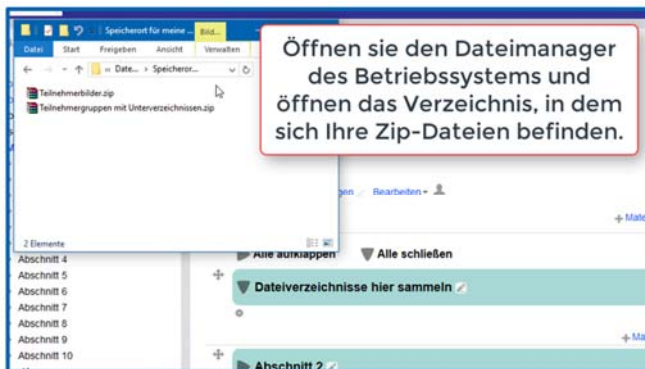 Speicherort für meine ... Bild...
Datei Start Freigeben Ansicht Verwalten
« Date... › Speicheror...
Teilnehmerbilder.zip
Teilnehmergruppen mit Unterverzeichnissen.zip
2 Elemente
Öffnen sie den Dateimanager
des Betriebssystems und
öffnen das Verzeichnis, in dem
sich Ihre Zip-Dateien befinden.
Bearbeiten
Alle aufklappen Alle schließen
Dateiverzeichnisse hier sammeln
Abschnitt 2
Abschnitt 4
Abschnitt 5
Abschnitt 6
Abschnitt 7
Abschnitt 8
Abschnitt 9
Abschnitt 10